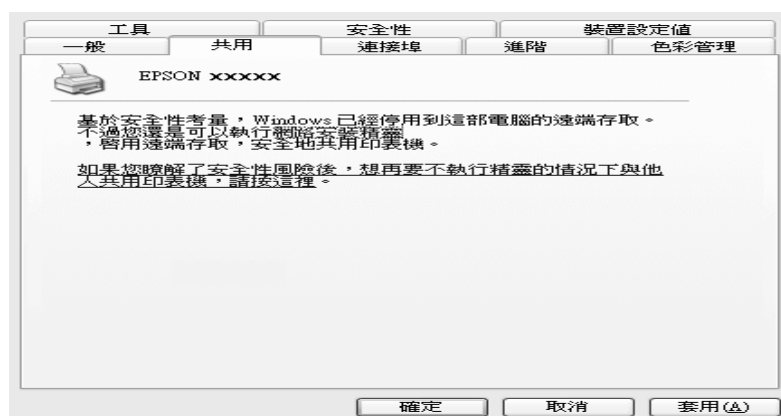 工具 安全性 裝置設定值
一般 共用 連接埠 進階 色彩管理
EPSON xxxxx
基於安全性考量，Windows 已經停用到這部電腦的遠端存取。
不過您還是可以執行網路安裝精靈
，啓用遠端存取，安全地共用印表機。
如果您瞭解了安全性風險後，想再要不執行精靈的情況下與他
人共用印表機，請按這裡。
確定 取消 套用(A)